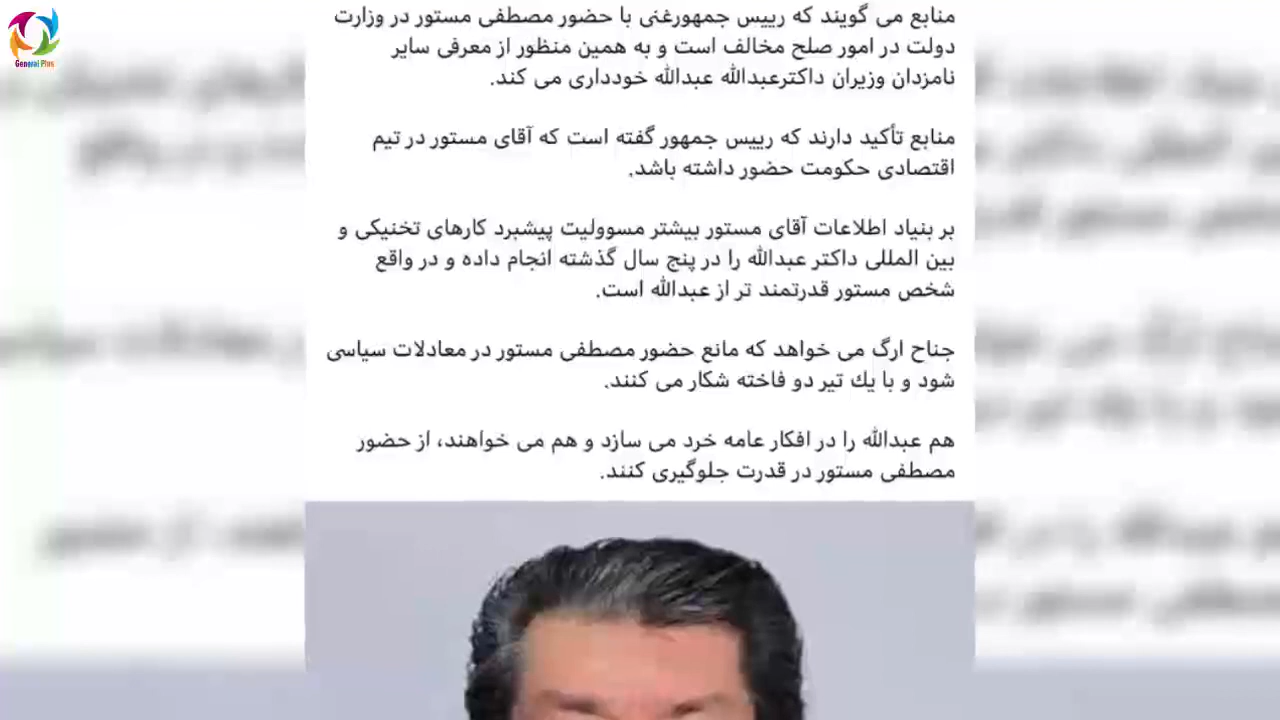 General Plus
منابع می گویند که رییس جمهورغنی با حضور مصطفی مستور در وزارت
دولت در امور صلح مخالف است و به همین منظور از معرفی سایر
نامزدان وزیران داکترعبدالله عبدالله خودداری می کند.
منابع تأکید دارند که رییس جمهور گفته است که آقای مستور در تیم
اقتصادی حکومت حضور داشته باشد.
بر بنیاد اطلاعات آقای مستور بیشتر مسوولیت پیشبرد کارهای تخنیکی و
بین المللی داکتر عبدالله را در پنج سال گذشته انجام داده و در واقع
شخص مستور قدرتمند تر از عبدالله است.
جناح ارگ می خواهد که مانع حضور مصطفی مستور در معادلات سیاسی
شود و با یك تیر دو فاخته شکار می کنند.
هم عبدالله را در افکار عامه خرد می سازد و هم می خواهند، از حضور
مصطفی مستور در قدرت جلوگیری کنند.